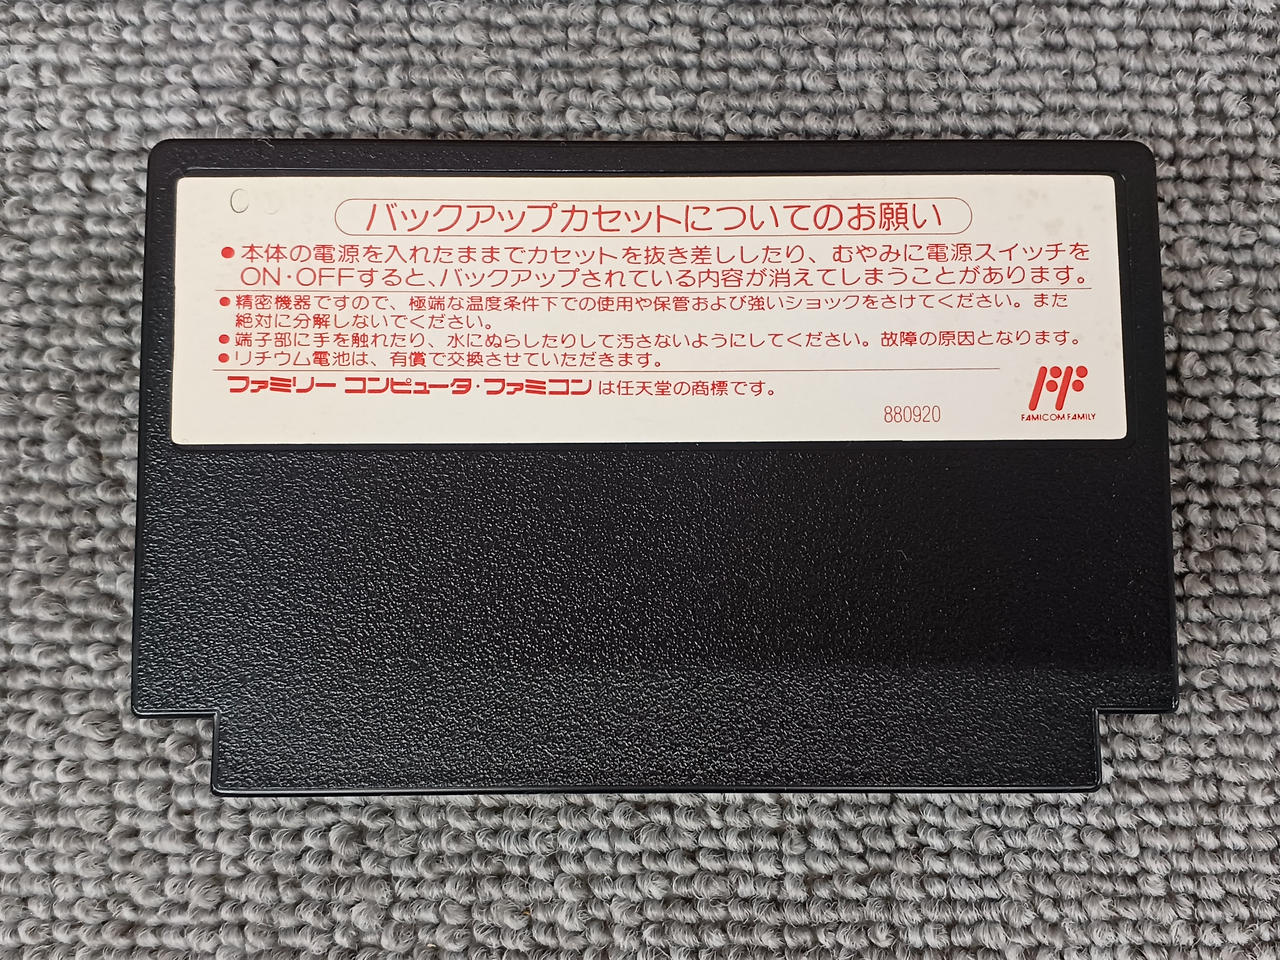 バックアップカセットについてのお願い
●本体の電源を入れたままでカセットを抜き差ししたり、むやみに電源スイッチを
ON・OFFすると、バックアップされている内容が消えてしまうことがあります。
●精密機器ですので、極端な温度条件下での使用や保管および強いショックをさけてください。また
絶対に分解しないでください。
●端子部に手を触れたり、水にぬらしたりして汚さないようにしてください。故障の原因となります。
●リチウム電池は、有償で交換させていただきます。
ファミリーコンピュータ・ファミコンは任天堂の商標です。
880920
FAMICOM FAMILY